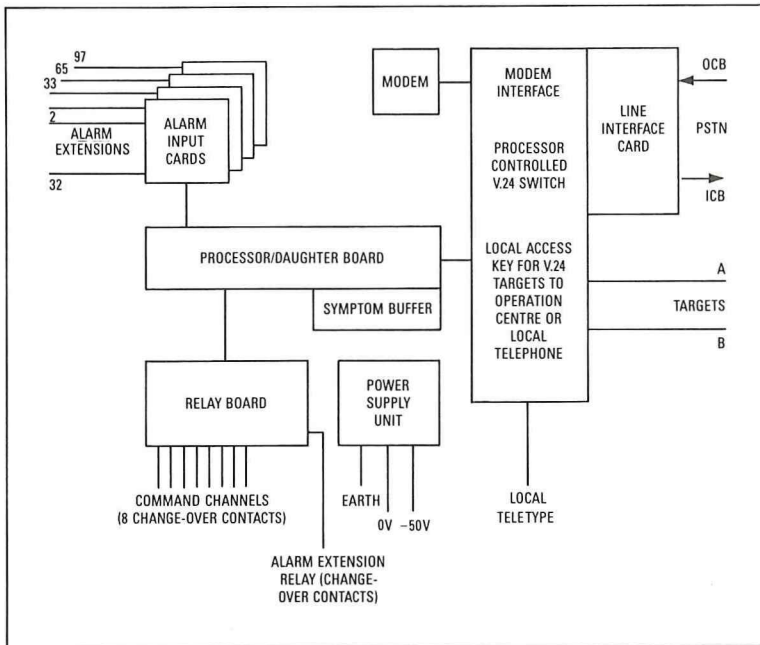 97
65
33
2
ALARM
EXTENSIONS
32
ALARM
INPUT
CARDS
MODEM
MODEM
INTERFACE
PROCESSOR
CONTROLLED
V.24 SWITCH
LOCAL ACCESS
KEY FOR V.24
TARGETS TO
OPERATION
CENTRE OR
LOCAL
TELEPHONE
LINE
INTERFACE
CARD
OCB
PSTN
ICB
A
TARGETS
B
PROCESSOR/DAUGHTER BOARD
SYMPTOM BUFFER
RELAY BOARD
POWER
SUPPLY
UNIT
COMMAND CHANNELS
(8 CHANGE-OVER CONTACTS)
EARTH
0V -50V
LOCAL
TELETYPE
ALARM EXTENSION
RELAY (CHANGE-
OVER CONTACTS)